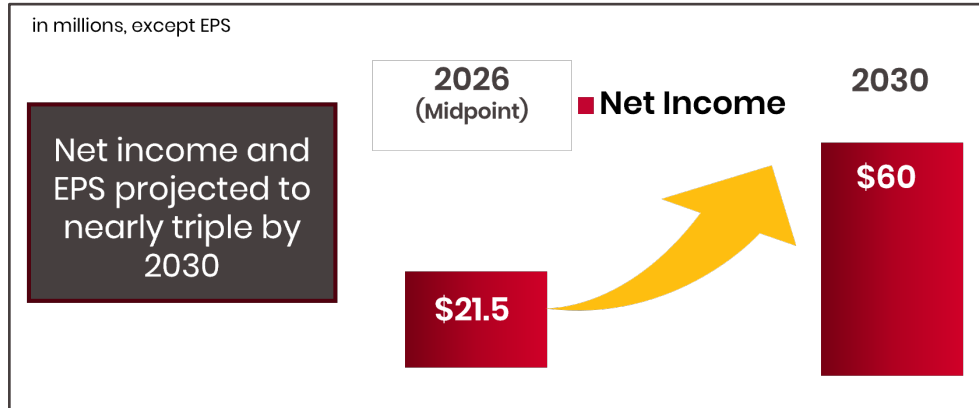 in millions, except EPS
2026
(Midpoint)
Net Income
2030
Net income and
EPS projected to
nearly triple by
2030
$60
$21.5